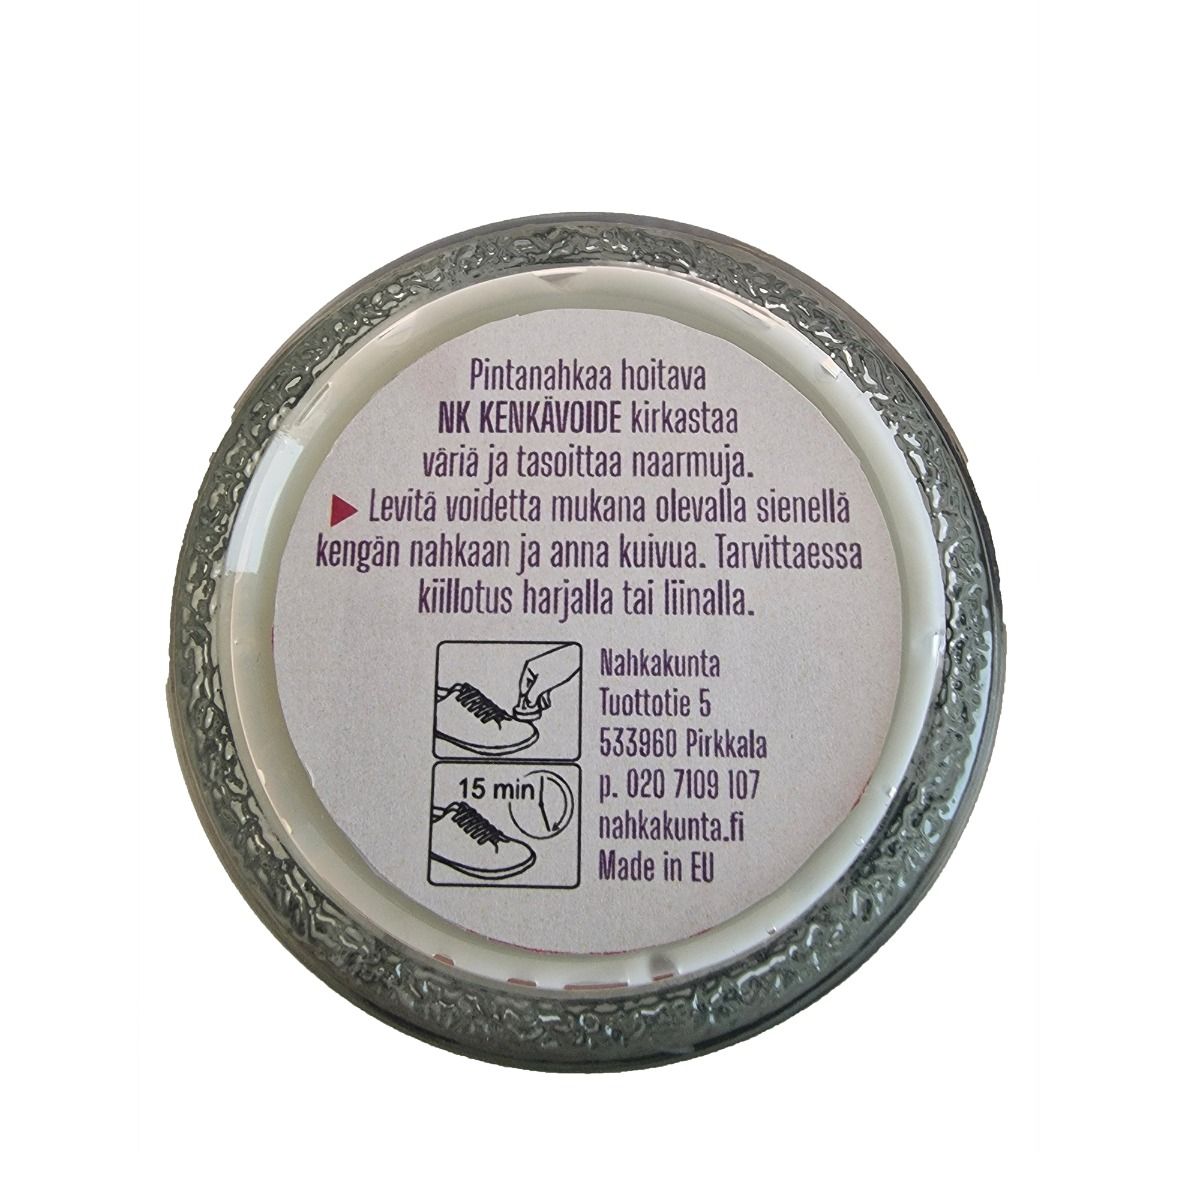 Pintanahkaa hoitava
NK KENKÄVOIDE kirkastaa
väriä ja tasoittaa naarmuja.
▶ Levitä voidetta mukana olevalla sienellä
kengän nahkaan ja anna kuivua. Tarvittaessa
kiillotus harjalla tai liinalla.
15 min
Nahkakunta
Tuottotie 5
533960 Pirkkala
p. 020 7109 107
nahkakunta.fi
Made in EU